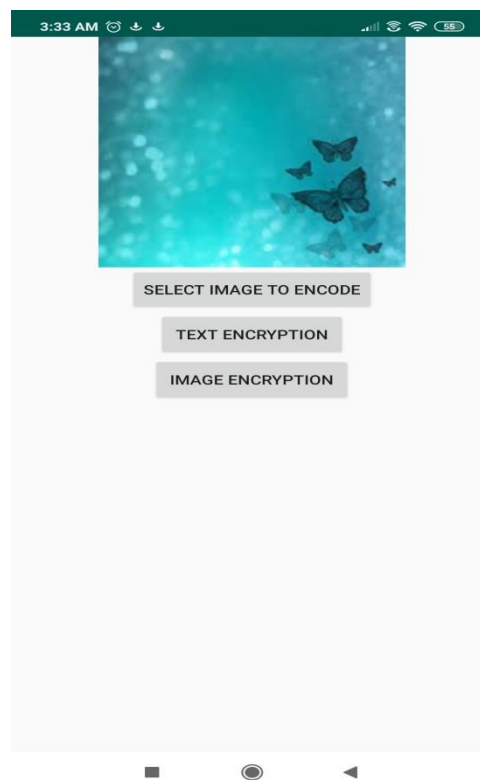 3:33 AM 55
SELECT IMAGE TO ENCODE
TEXT ENCRYPTION
IMAGE ENCRYPTION